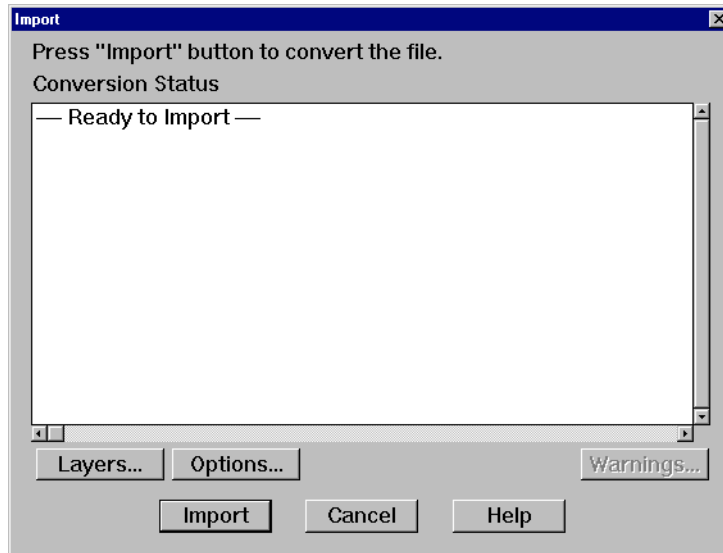 Import
Press "Import" button to convert the file.
Conversion Status
— Ready to Import —
Layers... Options... Warnings...
Import Cancel Help